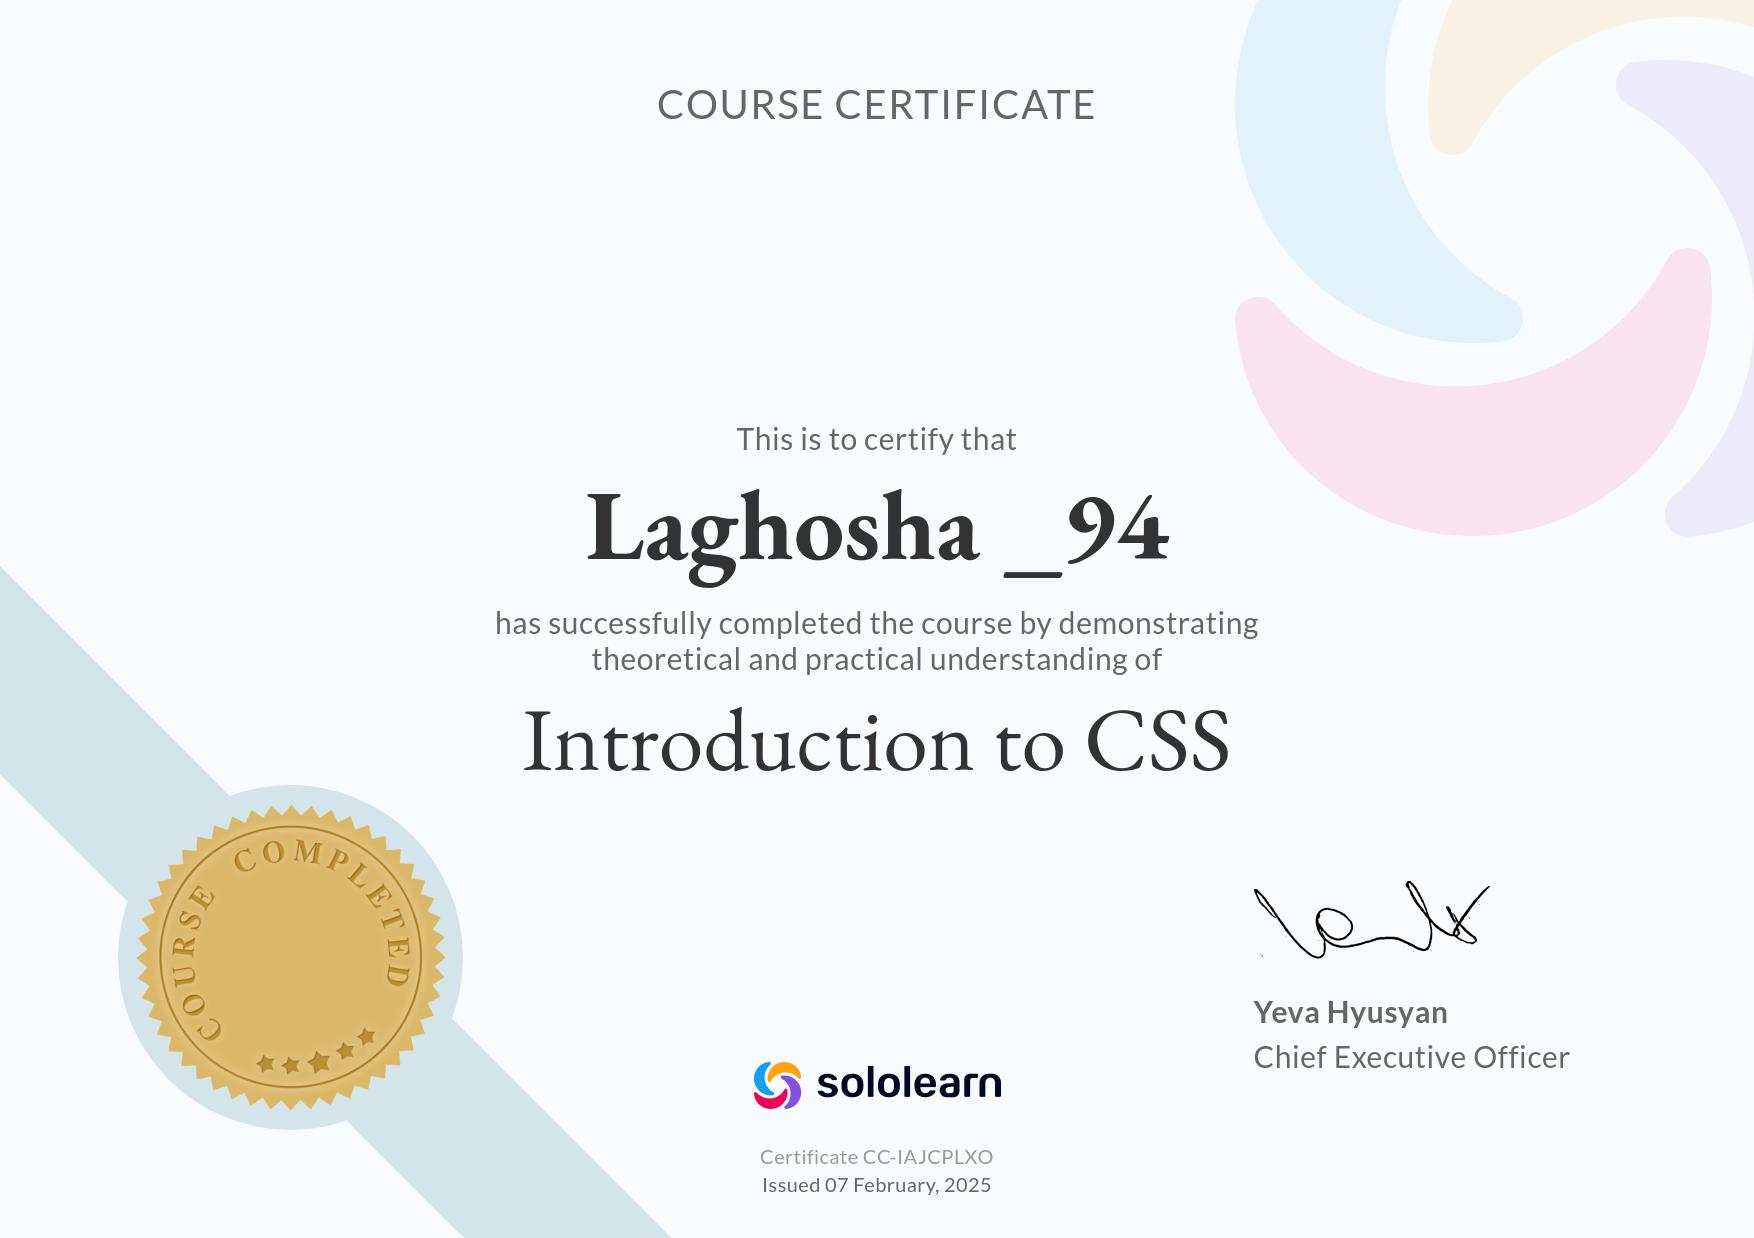 COURSE CERTIFICATE
This is to certify that
Laghosha _94
has successfully completed the course by demonstrating
theoretical and practical understanding of
Introduction to CSS
COURSE COMPLETED
Yeva Hyusyan
Chief Executive Officer
sololearn
Certificate CC-IAJCPLXO
Issued 07 February, 2025